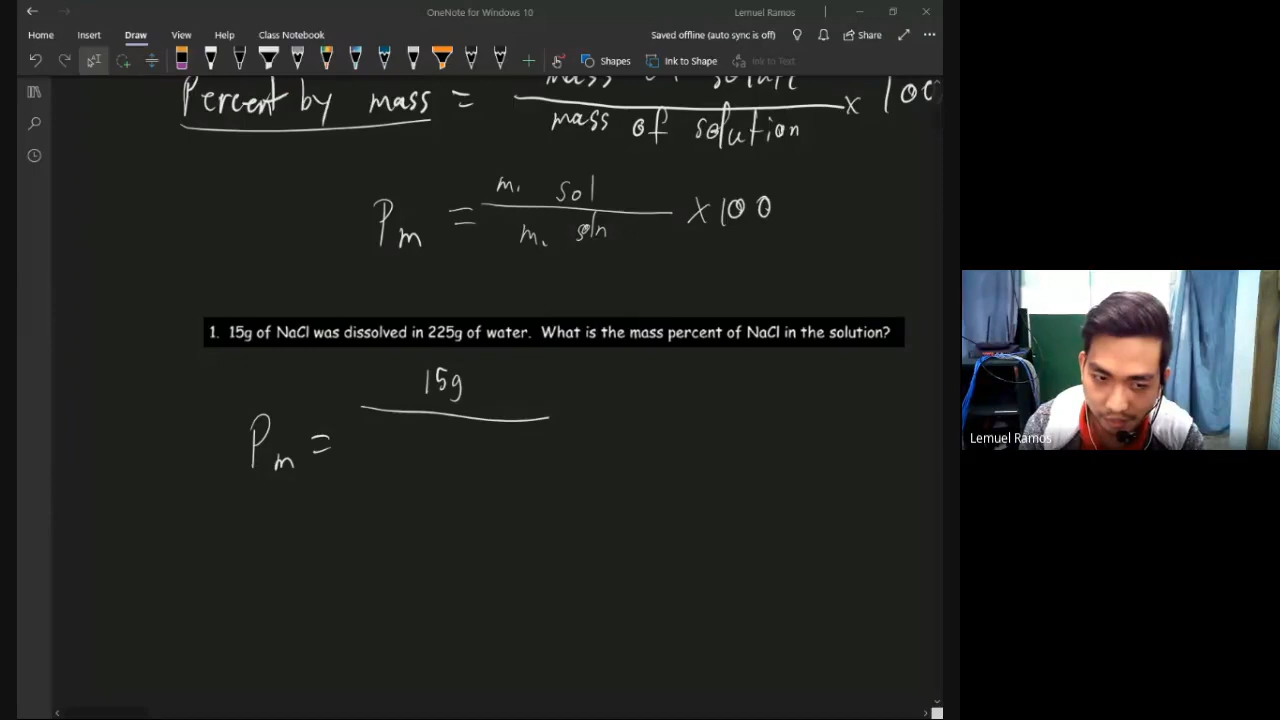 OneNote for Windows 10
Lemuel Ramos
Home Insert Draw View Help Class Notebook
Saved offline (auto sync is off) Share
Shapes Ink to Shape Ink to Text
mass of solute
Percent by mass = mass of solution x 100
m. sol
Pm = m. soln x 100
1. 15g of NaCl was dissolved in 225g of water. What is the mass percent of NaCl in the solution?
15g
Pm =
Lemuel Ramos